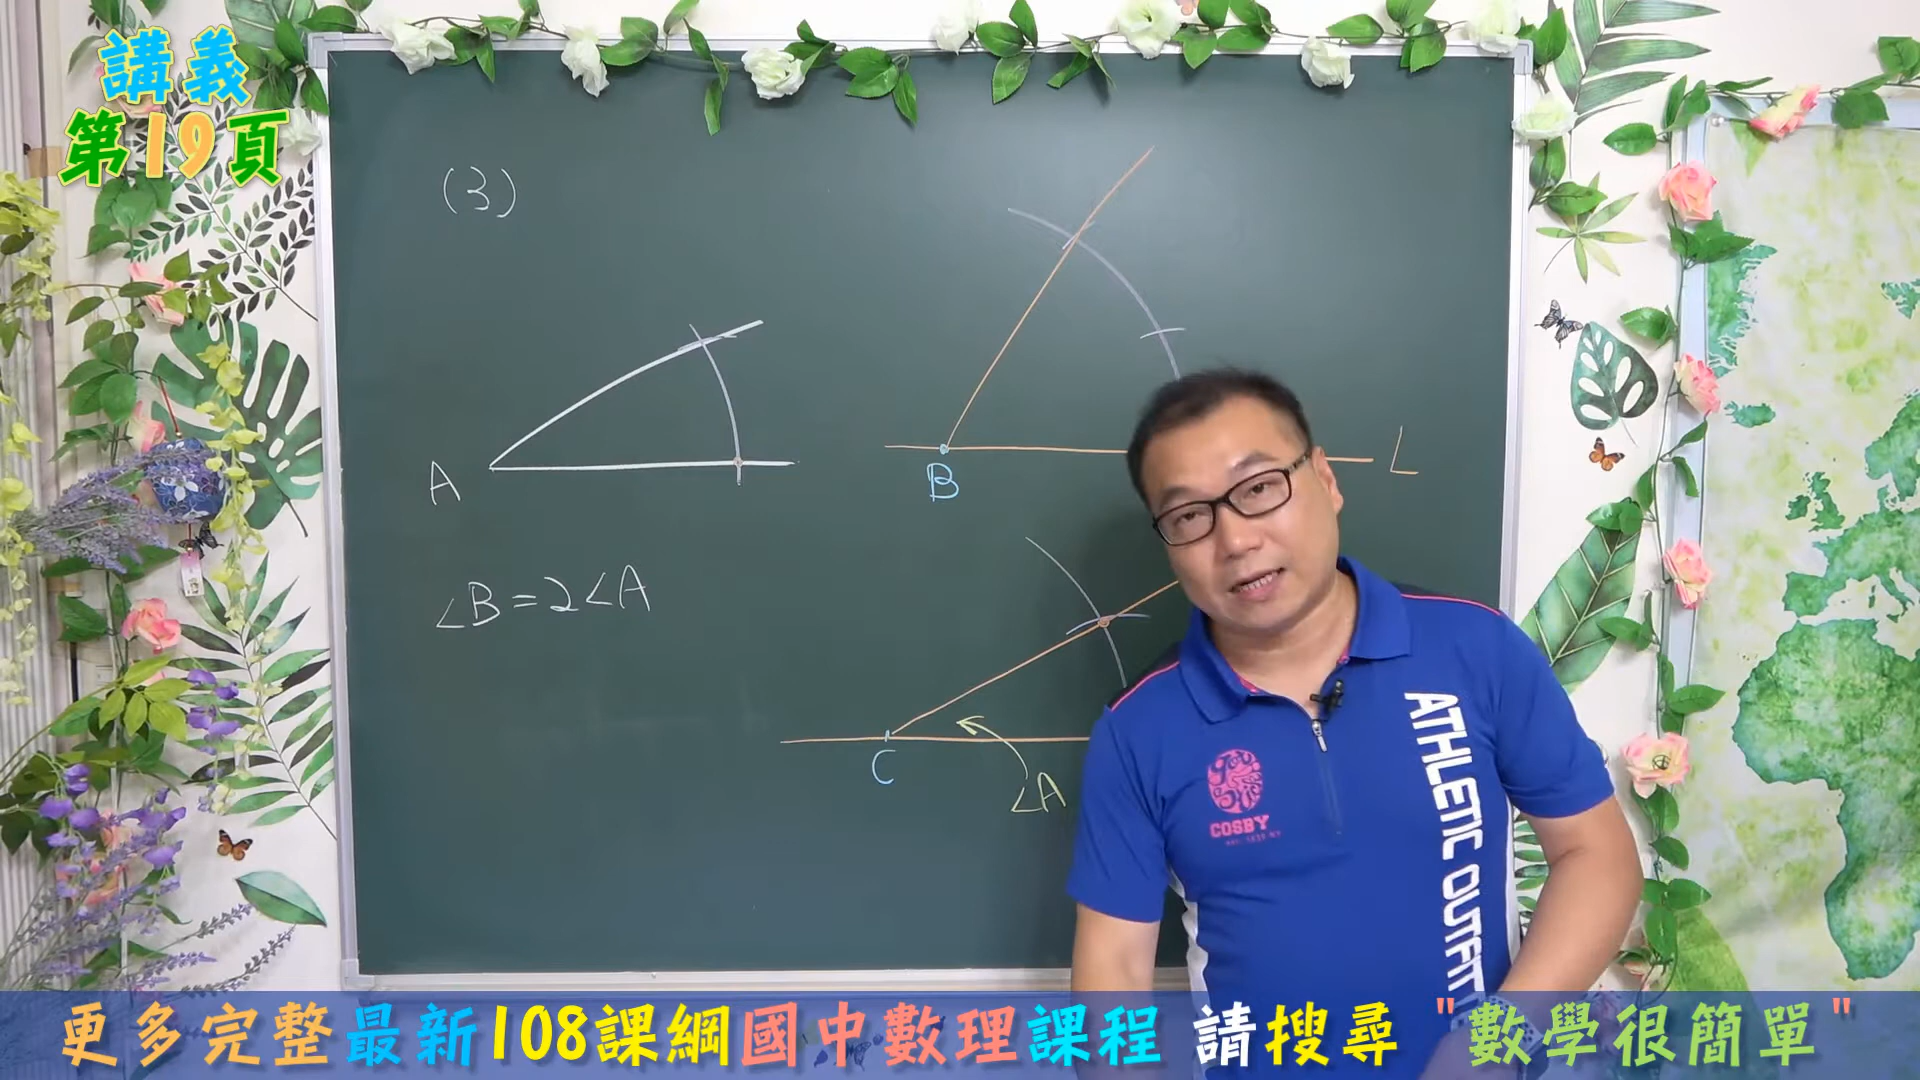 講義
第19頁
(3)
A
B
L
∠B=2∠A
C
∠A
COSBY
ATHLETIC OUTFIT
更多完整最新108課綱國中數理課程 請搜尋 "數學很簡單"